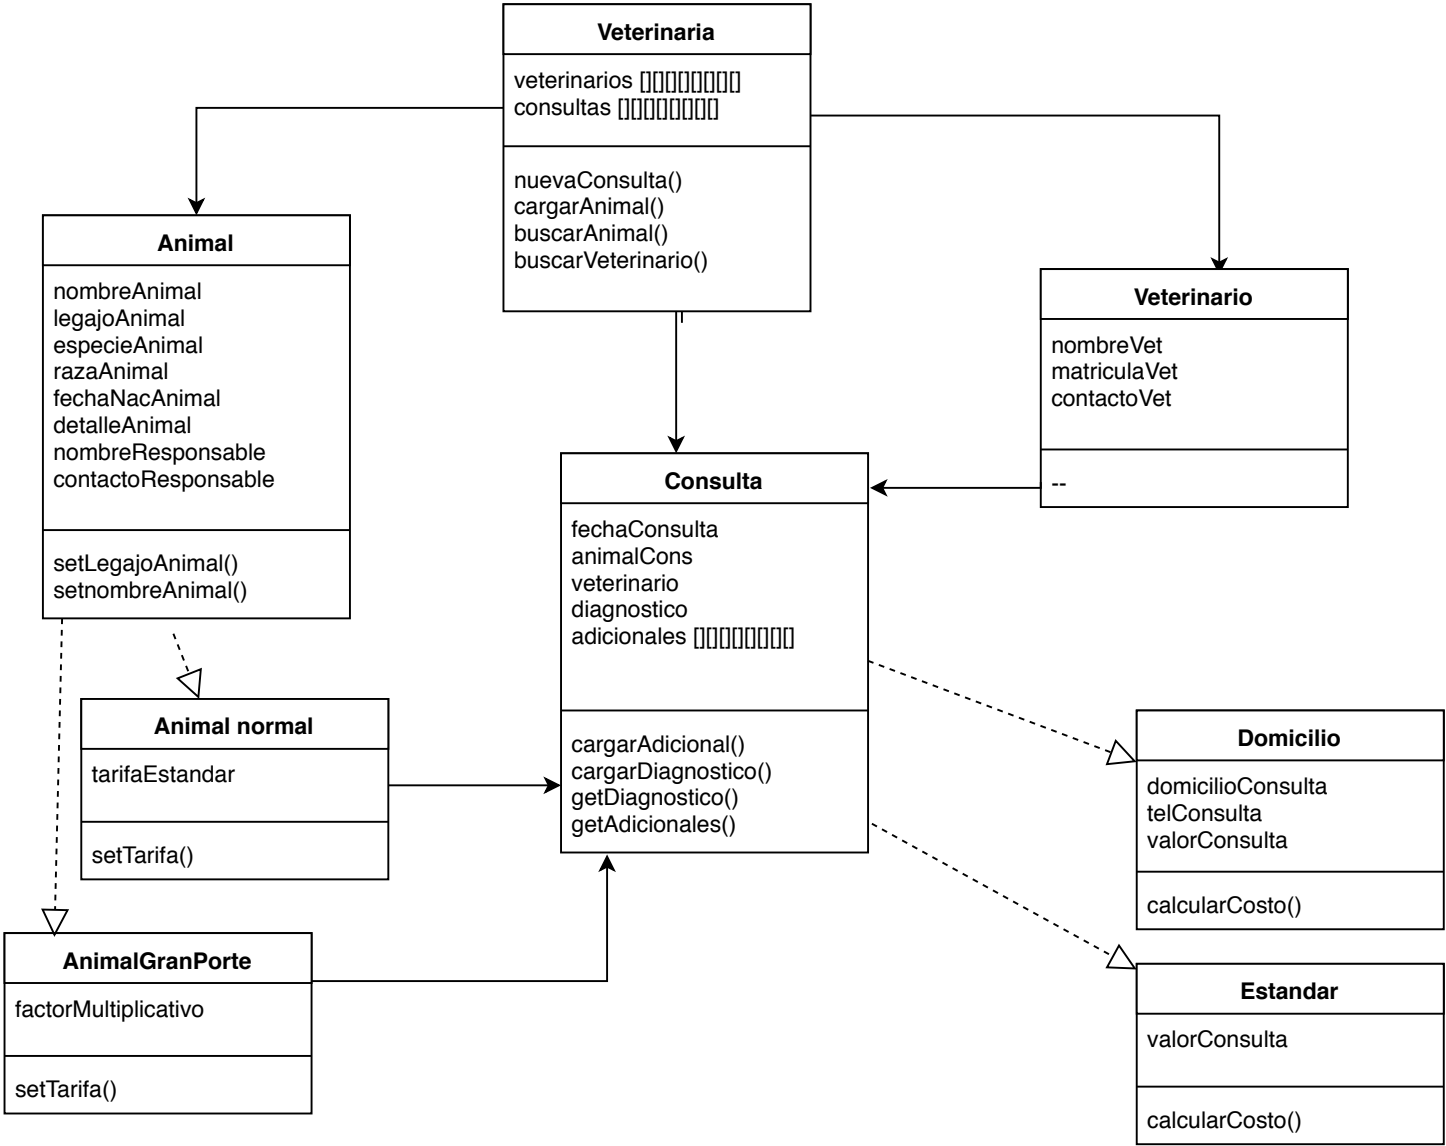 Veterinaria
veterinarios [][][][][][][][]
consultas [][][][][][][][]
nuevaConsulta()
cargarAnimal()
buscarAnimal()
buscarVeterinario()
Animal
nombreAnimal
legajoAnimal
especieAnimal
razaAnimal
fechaNacAnimal
detalleAnimal
nombreResponsable
contactoResponsable
setLegajoAnimal()
setnombreAnimal()
Veterinario
nombreVet
matriculaVet
contactoVet
--
Consulta
fechaConsulta
animalCons
veterinario
diagnostico
adicionales [][][][][][][][]
cargarAdicional()
cargarDiagnostico()
getDiagnostico()
getAdicionales()
Animal normal
tarifaEstandar
setTarifa()
AnimalGranPorte
factorMultiplicativo
setTarifa()
Domicilio
domicilioConsulta
telConsulta
valorConsulta
calcularCosto()
Estandar
valorConsulta
calcularCosto()